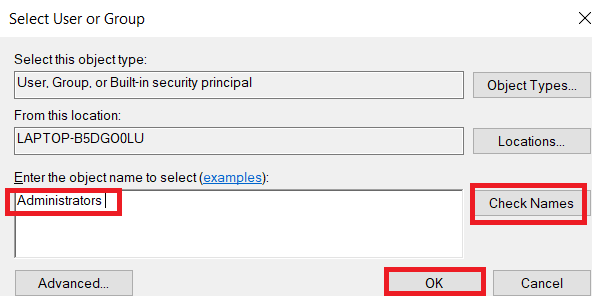 Select User or Group
Select this object type:
User, Group, or Built-in security principal
Object Types...
From this location:
LAPTOP-B5DGO0LU
Locations...
Enter the object name to select (examples):
Administrators
Check Names
Advanced...
OK
Cancel